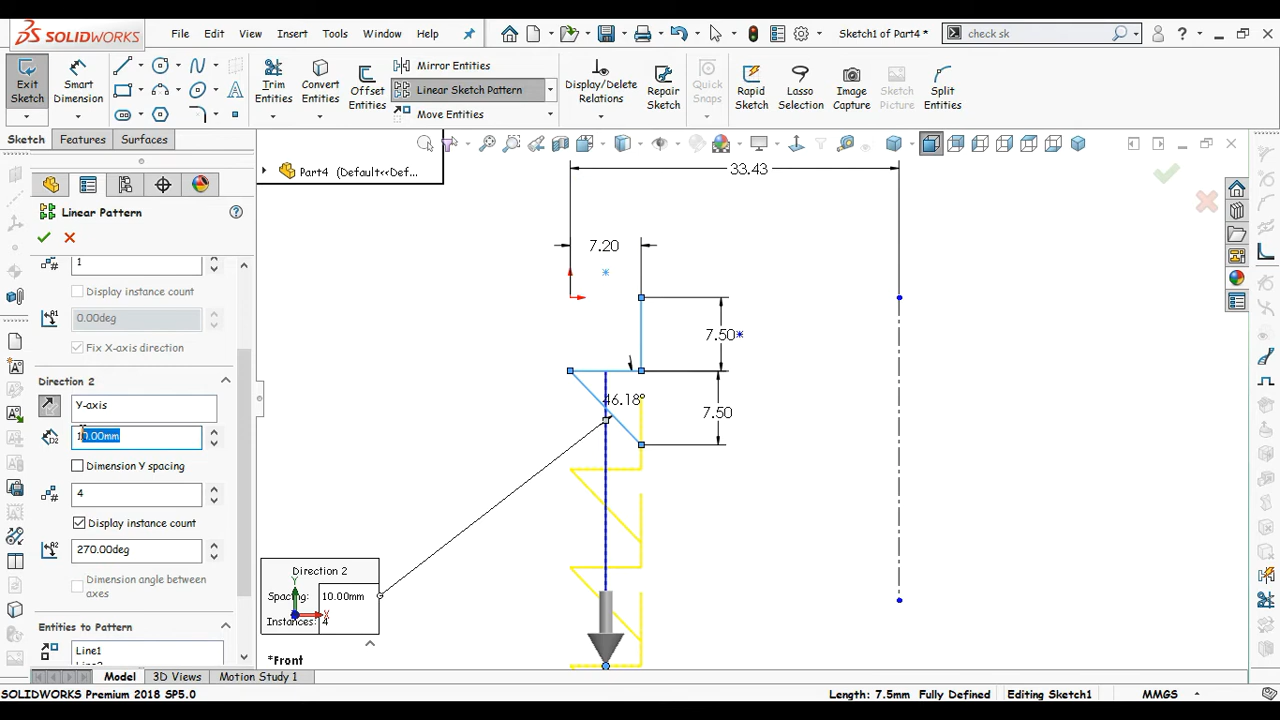 SOLIDWORKS File Edit View Insert Tools Window Help Sketch1 of Part4 * check sk
Exit Sketch
Smart Dimension
Trim Entities
Convert Entities
Offset Entities
Mirror Entities
Linear Sketch Pattern
Move Entities
Display/Delete Relations
Repair Sketch
Quick Snaps
Rapid Sketch
Lasso Selection
Image Capture
Sketch Picture
Split Entities
Sketch Features Surfaces
Part4 (Default<<Def...
Linear Pattern
1
Display instance count
0.00deg
Fix X-axis direction
Direction 2
Y-axis
10.00mm
Dimension Y spacing
4
Display instance count
270.00deg
Dimension angle between axes
Entities to Pattern
Line1
33.43
7.20
7.50
46.18°
7.50
Direction 2
Spacing: 10.00mm
Instances: 4
Y
X
*Front
Model 3D Views Motion Study 1
SOLIDWORKS Premium 2018 SP5.0 Length: 7.5mm Fully Defined Editing Sketch1 MMGS